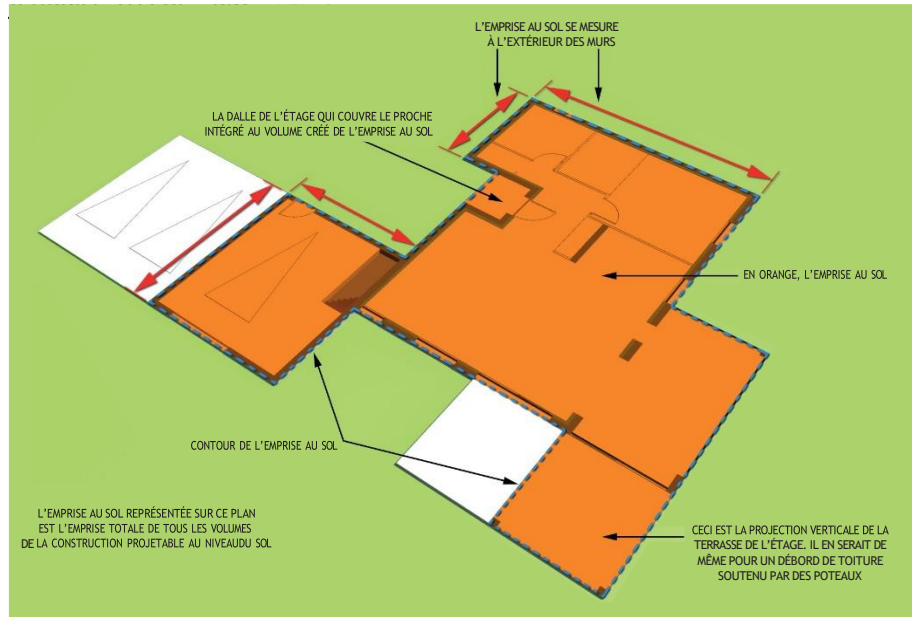 L'EMPRISE AU SOL SE MESURE
À L'EXTÉRIEUR DES MURS
LA DALLE DE L'ÉTAGE QUI COUVRE LE PROCHE
INTÉGRÉ AU VOLUME CRÉÉ DE L'EMPRISE AU SOL
EN ORANGE, L'EMPRISE AU SOL
CONTOUR DE L'EMPRISE AU SOL
L'EMPRISE AU SOL REPRÉSENTÉE SUR CE PLAN
EST L'EMPRISE TOTALE DE TOUS LES VOLUMES
DE LA CONSTRUCTION PROJETABLE AU NIVEAUDU SOL
CECI EST LA PROJECTION VERTICALE DE LA
TERRASSE DE L'ÉTAGE. IL EN SERAIT DE
MÊME POUR UN DÉBORD DE TOITURE
SOUTENU PAR DES POTEAUX